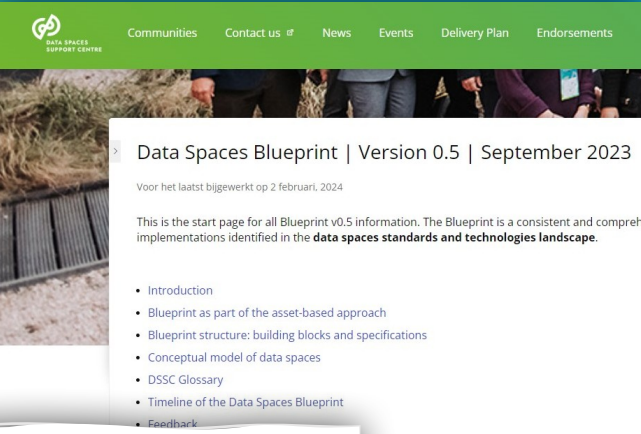 DATA SPACES
SUPPORT CENTRE
Communities Contact us News Events Delivery Plan Endorsements
Data Spaces Blueprint | Version 0.5 | September 2023
Voor het laatst bijgewerkt op 2 februari, 2024
This is the start page for all Blueprint v0.5 information. The Blueprint is a consistent and compreh
implementations identified in the data spaces standards and technologies landscape.
Introduction
Blueprint as part of the asset-based approach
Blueprint structure: building blocks and specifications
Conceptual model of data spaces
DSSC Glossary
Timeline of the Data Spaces Blueprint
Feedback